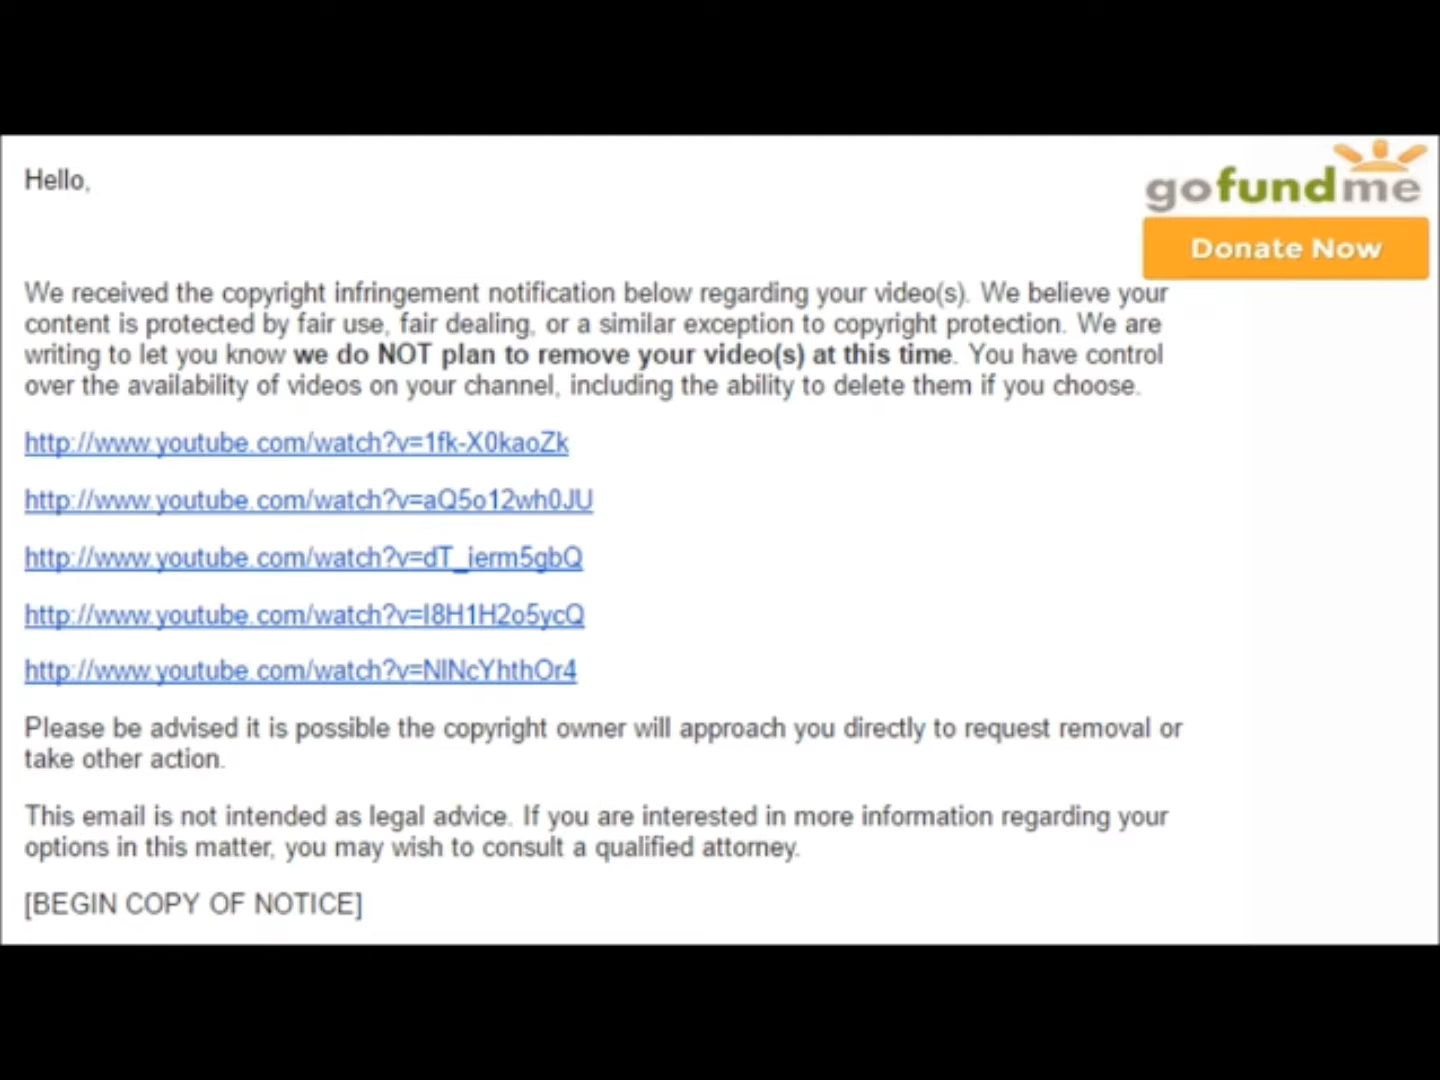 Hello,
gofundme
Donate Now
We received the copyright infringement notification below regarding your video(s). We believe your
content is protected by fair use, fair dealing, or a similar exception to copyright protection. We are
writing to let you know we do NOT plan to remove your video(s) at this time. You have control
over the availability of videos on your channel, including the ability to delete them if you choose.
http://www.youtube.com/watch?v=1fk-X0kaoZk
http://www.youtube.com/watch?v=aQ5o12wh0JU
http://www.youtube.com/watch?v=dT_ierm5gbQ
http://www.youtube.com/watch?v=I8H1H2o5ycQ
http://www.youtube.com/watch?v=NlNcYhthOr4
Please be advised it is possible the copyright owner will approach you directly to request removal or
take other action.
This email is not intended as legal advice. If you are interested in more information regarding your
options in this matter, you may wish to consult a qualified attorney.
[BEGIN COPY OF NOTICE]